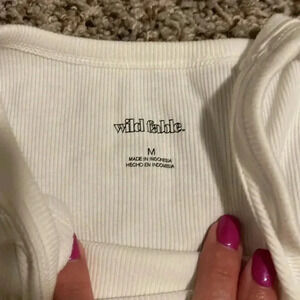 wild fable.
M
MADE IN INDONESIA
HECHO EN INDONESIA